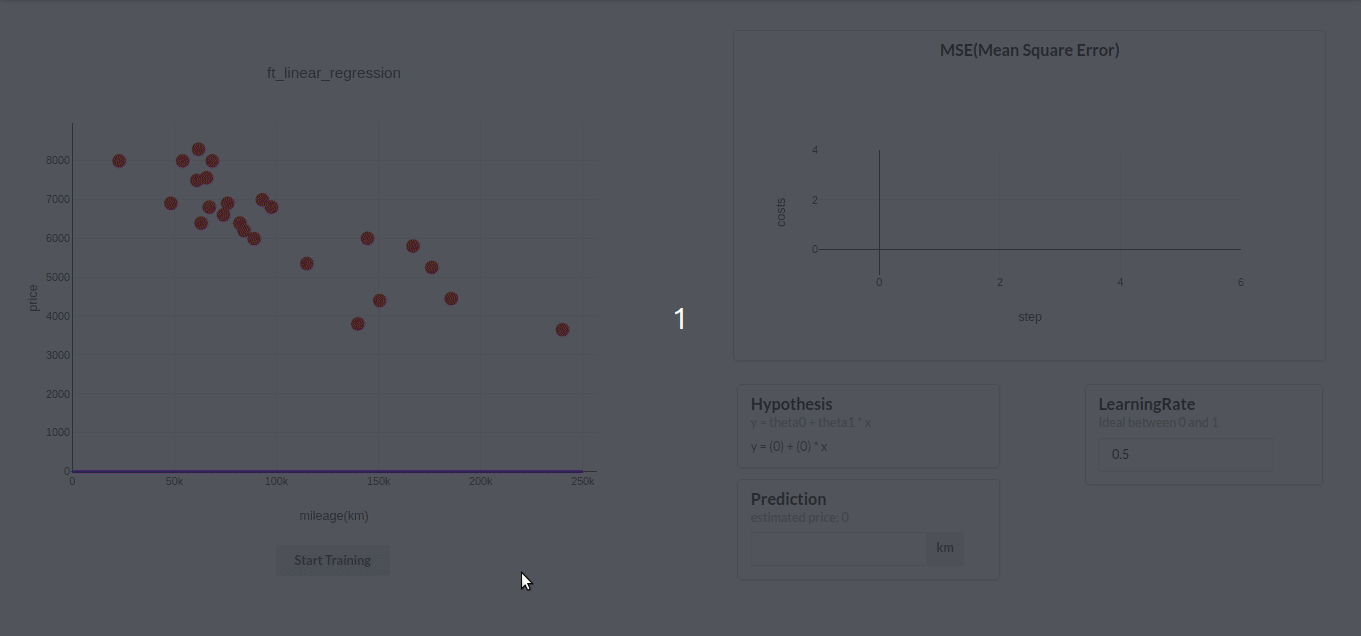 ft_linear_regression
8000
7000
6000
5000
4000
3000
2000
1000
0
price
0 50k 100k 150k 200k 250k
mileage(km)
Start Training
1
MSE(Mean Square Error)
4
2
0
costs
0 2 4 6
step
Hypothesis
y = theta0 + theta1 * x
y = (0) + (0) * x
LearningRate
Ideal between 0 and 1
0.5
Prediction
estimated price: 0
km